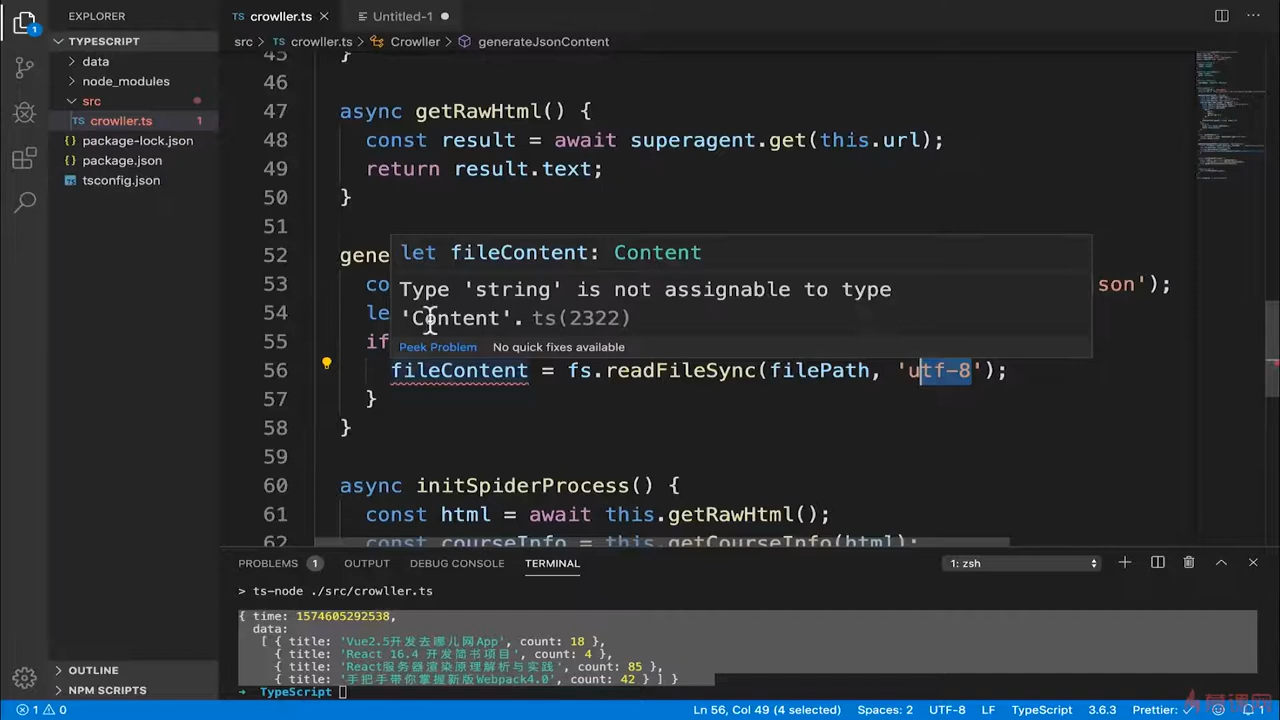 EXPLORER
TS crowller.ts ×
Untitled-1 ●
1
TYPESCRIPT
src > TS crowller.ts > Crowller > generateJsonContent
> data
> node_modules
src
TS crowller.ts 1
{} package-lock.json
{} package.json
tsconfig.json
45 }
46
47 async getRawHtml() {
48 const result = await superagent.get(this.url);
49 return result.text;
50 }
51
52 gene
53 co son');
54 le
55 if
let fileContent: Content
Type 'string' is not assignable to type
'Content'. ts(2322)
Peek Problem No quick fixes available
56 fileContent = fs.readFileSync(filePath, 'utf-8');
57 }
58 }
59
60 async initSpiderProcess() {
61 const html = await this.getRawHtml();
62 const courseInfo = this.getCourseInfo(html);
PROBLEMS 1 OUTPUT DEBUG CONSOLE TERMINAL 1: zsh
> ts-node ./src/crowller.ts
{ time: 1574605292538,
data:
[ { title: 'Vue2.5开发去哪儿网App', count: 18 },
{ title: 'React 16.4 开发简书项目', count: 4 },
{ title: 'React服务器渲染原理解析与实践', count: 85 },
{ title: '手把手带你掌握新版Webpack4.0', count: 42 } ] }
→ TypeScript
> OUTLINE
> NPM SCRIPTS
1 0 Ln 56, Col 49 (4 selected) Spaces: 2 UTF-8 LF TypeScript 3.6.3 Prettier: ✓ 1
慕课网